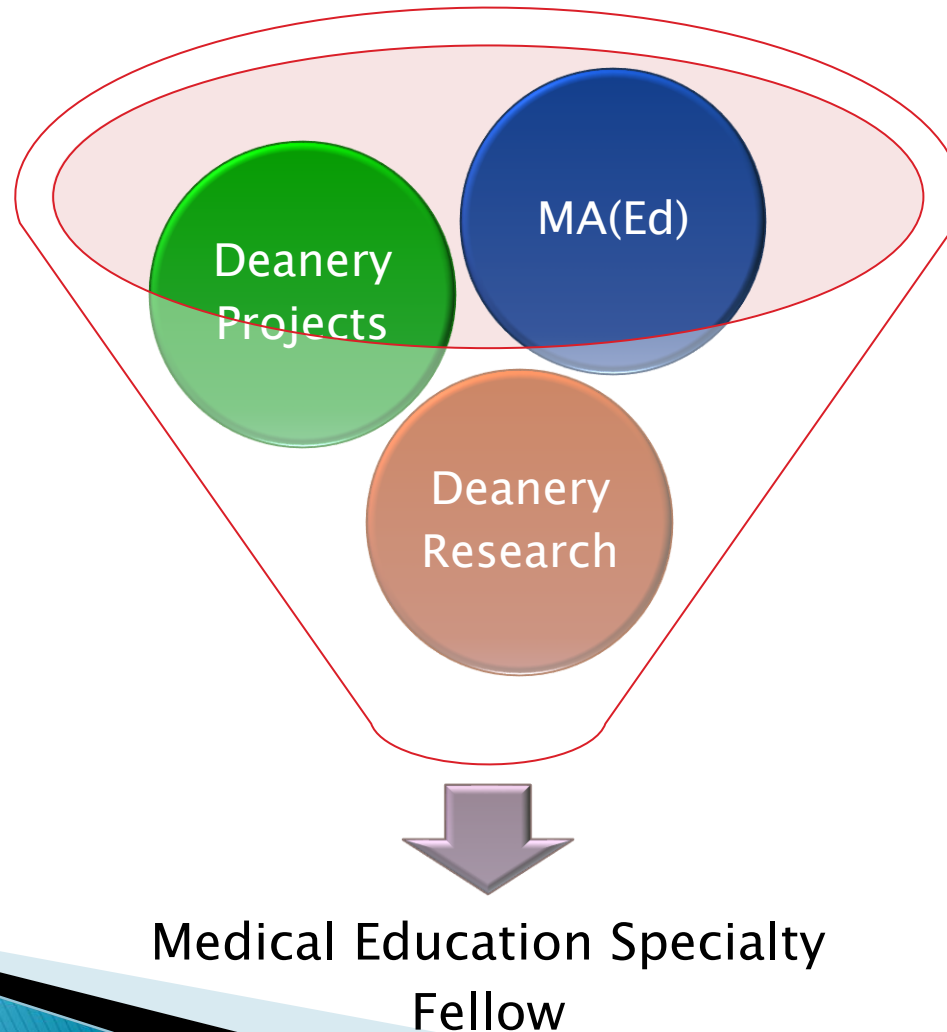 MA(Ed)
Deanery
Projects
Deanery
Research
Medical Education Specialty
Fellow